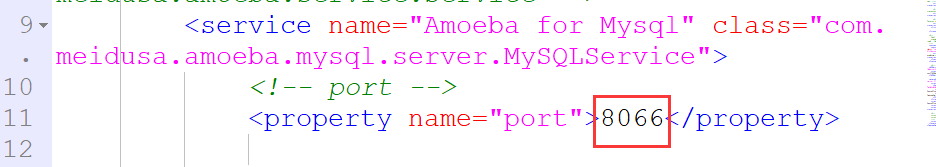 meidusa.amoeba.service.Service
9 <service name="Amoeba for Mysql" class="com.
. meidusa.amoeba.mysql.server.MySQLService">
10 <!-- port -->
11 <property name="port">8066</property>
12